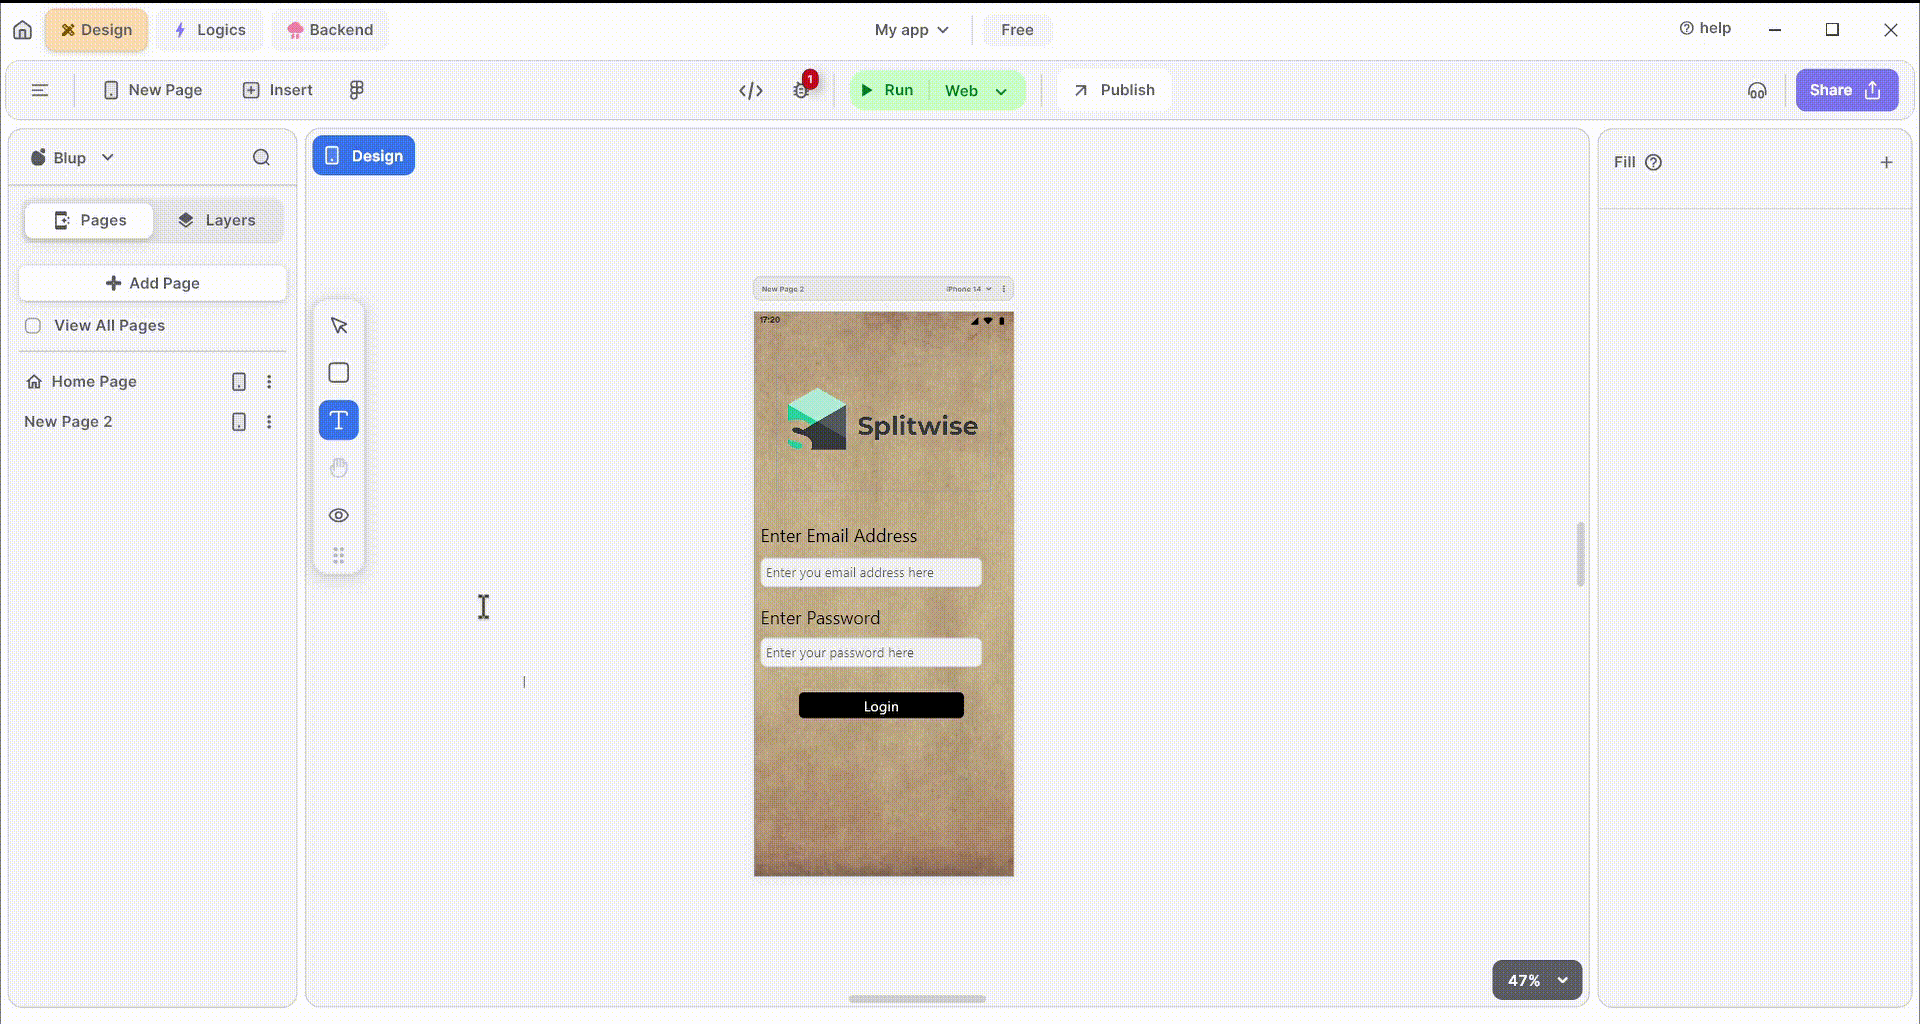 Design
Logics
Backend
My app
Free
help
New Page
Insert
</>
1
Run
Web
Publish
Share
Blup
Design
Fill
Pages
Layers
Add Page
View All Pages
Home Page
New Page 2
New Page 2
iPhone 14
17:20
Splitwise
Enter Email Address
Enter you email address here
Enter Password
Enter your password here
Login
47%